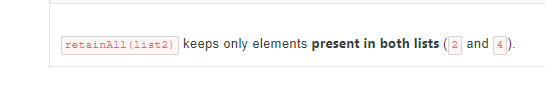 retainAll(list2) keeps only elements present in both lists (2 and 4).